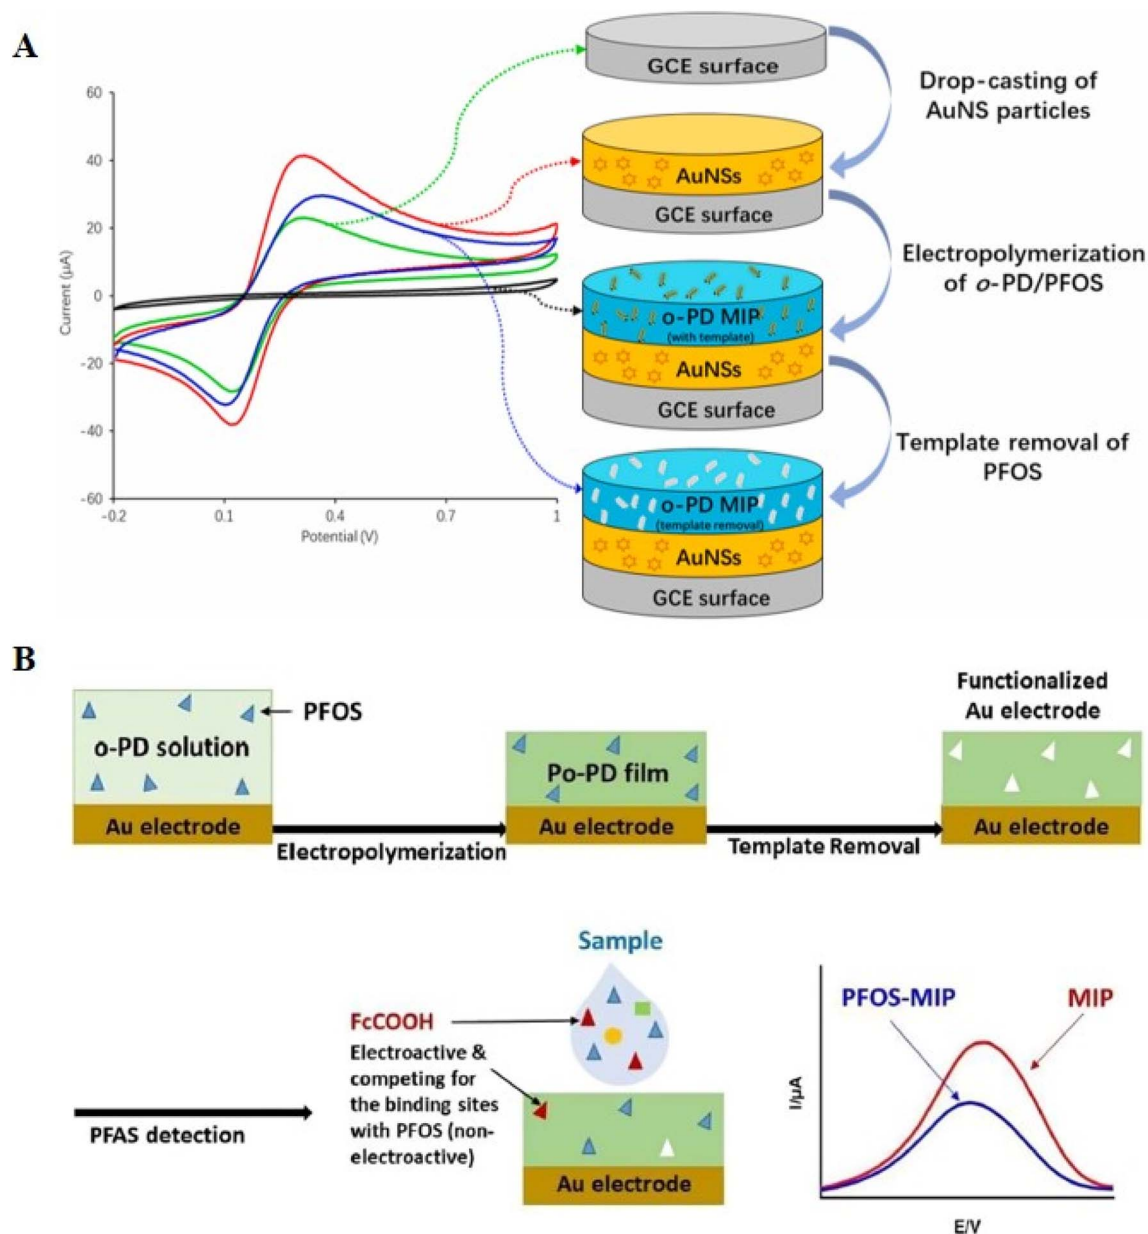 A
GCE surface
Drop-casting of
AuNS particles
AuNSs
GCE surface
Electropolymerization
of o-PD/PFOS
o-PD MIP
(with template)
AuNSs
GCE surface
Template removal of
PFOS
o-PD MIP
(template removal)
AuNSs
GCE surface
60
40
20
0
-20
-40
-60
Current (μA)
-0.2
0.1
0.4
0.7
1
Potential (V)
B
PFOS
o-PD solution
Au electrode
Electropolymerization
Po-PD film
Au electrode
Template Removal
Functionalized
Au electrode
Au electrode
PFAS detection
Sample
FcCOOH
Electroactive &
competing for
the binding sites
with PFOS (non-
electroactive)
Au electrode
PFOS-MIP
MIP
I/μA
E/V